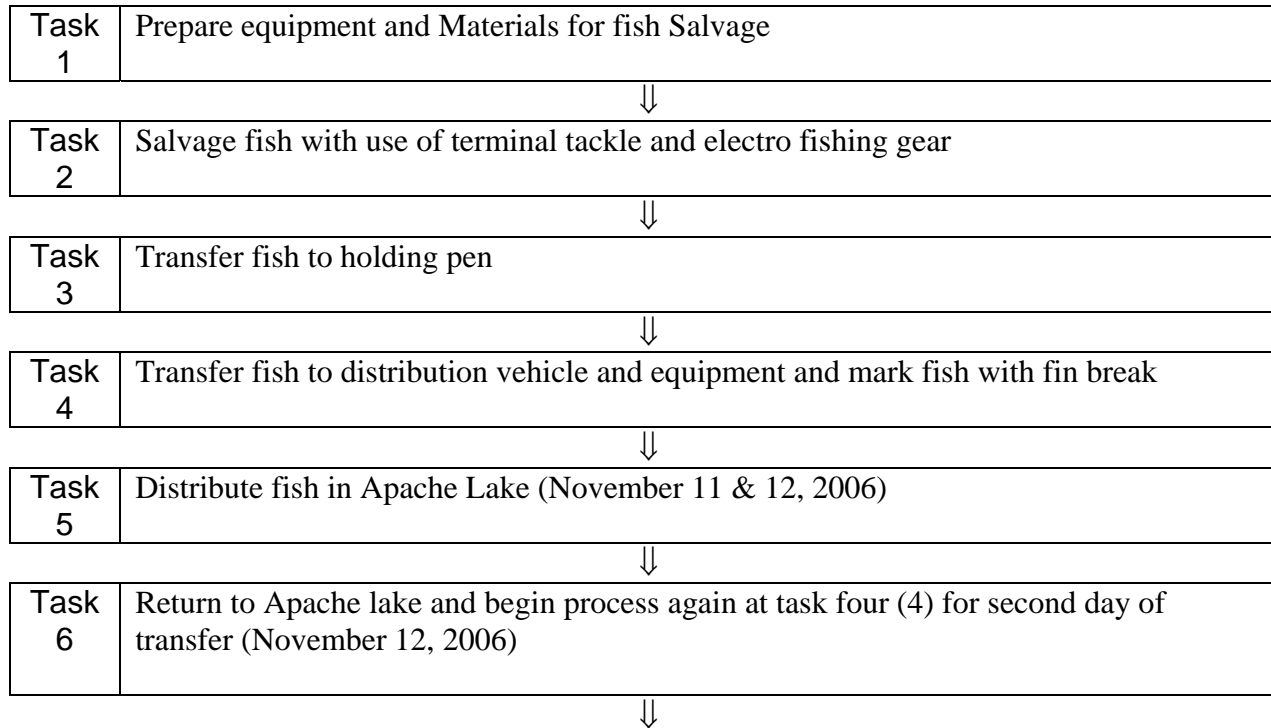 Task 1 Prepare equipment and Materials for fish Salvage
⇓
Task 2 Salvage fish with use of terminal tackle and electro fishing gear
⇓
Task 3 Transfer fish to holding pen
⇓
Task 4 Transfer fish to distribution vehicle and equipment and mark fish with fin break
⇓
Task 5 Distribute fish in Apache Lake (November 11 & 12, 2006)
⇓
Task 6 Return to Apache lake and begin process again at task four (4) for second day of
transfer (November 12, 2006)
⇓